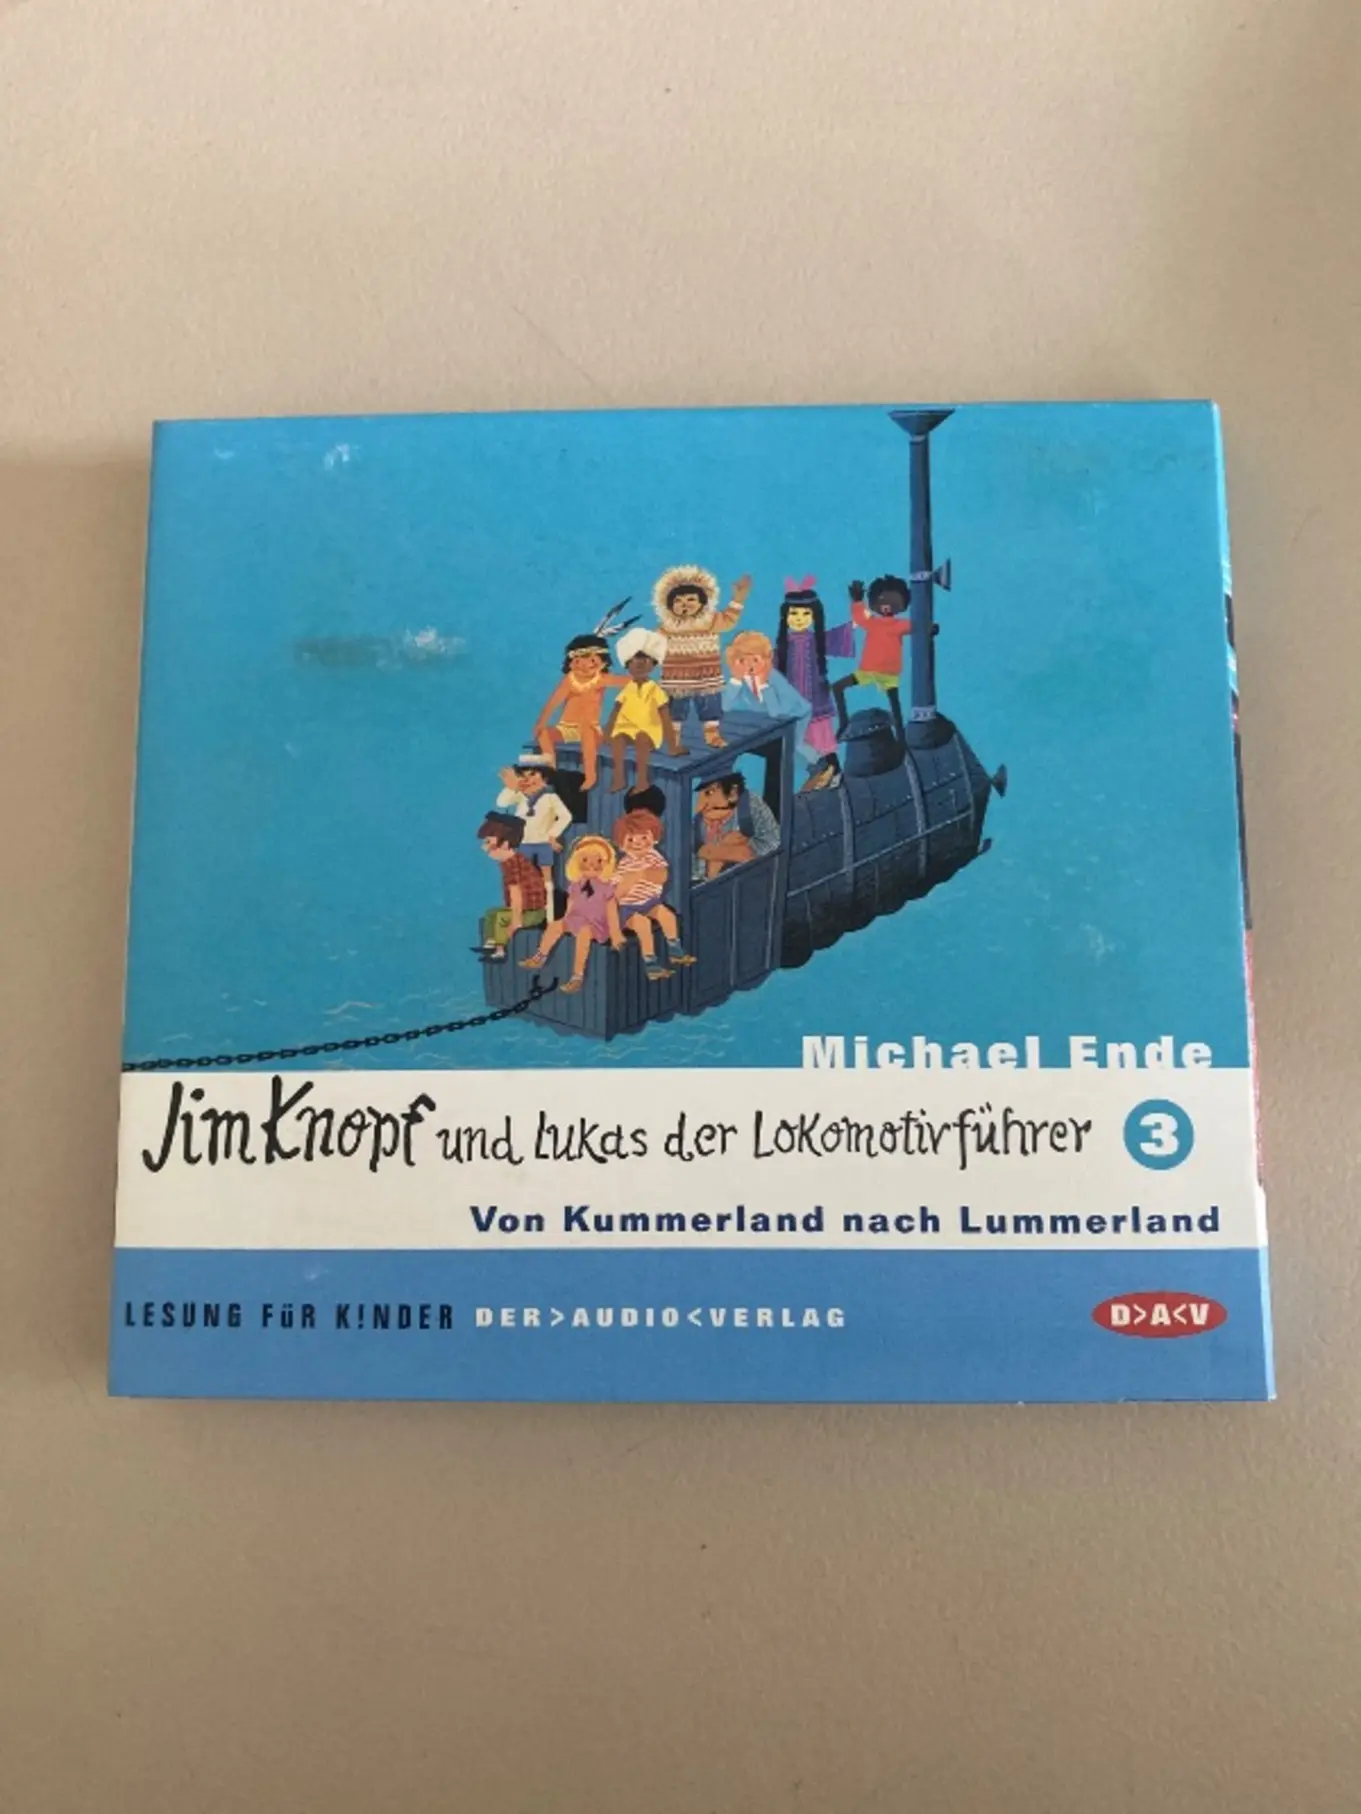 Michael Ende
Jim Knopf und Lukas der Lokomotivführer 3
Von Kummerland nach Lummerland
LESUNG FÜR K!NDER DER>AUDIO<VERLAG
D>A<V